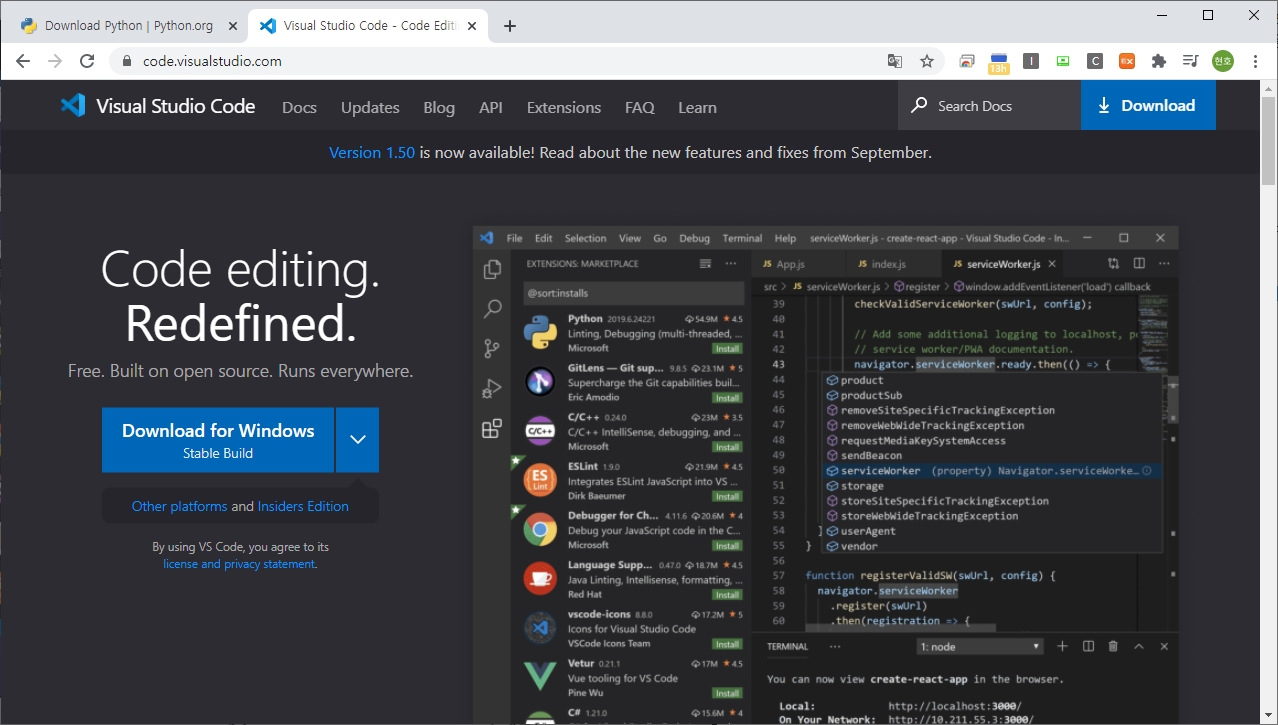 Download Python | Python.org
Visual Studio Code - Code Editi
code.visualstudio.com
13h
I
C
현호
Visual Studio Code Docs Updates Blog API Extensions FAQ Learn Search Docs Download
Version 1.50 is now available! Read about the new features and fixes from September.
Code editing.
Redefined.
Free. Built on open source. Runs everywhere.
Download for Windows
Stable Build
Other platforms and Insiders Edition
By using VS Code, you agree to its
license and privacy statement.
File Edit Selection View Go Debug Terminal Help serviceWorker.js - create-react-app - Visual Studio Code - In...
EXTENSIONS: MARKETPLACE
@sort:installs
Python 2019.6.24221 54.9M ★ 4.5
Linting, Debugging (multi-threaded, ...
Microsoft Install
GitLens — Git sup... 9.8.5 23.1M ★ 5
Supercharge the Git capabilities buil...
Eric Amodio Install
C/C++
C/C++ 0.24.0 23M ★ 3.5
C/C++ IntelliSense, debugging, and ...
Microsoft Install
ES
Lint
ESLint 1.9.0 21.9M ★ 4.5
Integrates ESLint JavaScript into VS ...
Dirk Baeumer Install
Debugger for Ch... 4.11.6 20.6M ★ 4
Debug your JavaScript code in the C...
Microsoft Install
Language Supp... 0.47.0 18.7M ★ 4.5
Java Linting, Intellisense, formatting, ...
Red Hat Install
vscode-icons 8.8.0 17.2M ★ 5
Icons for Visual Studio Code
VSCode Icons Team Install
Vetur 0.21.1 17M ★ 4.5
Vue tooling for VS Code
Pine Wu Install
C# 1.21.0 15.6M ★ 4
JS App.js JS index.js JS serviceWorker.js
src > JS serviceWorker.js > register > window.addEventListener('load') callback
39 checkValidServiceWorker(swUrl, config);
40
41 // Add some additional logging to localhost, po
42 // service worker/PWA documentation.
43 navigator.serviceWorker.ready.then(() => {
44 product
45 productSub
46 removeSiteSpecificTrackingException
47 removeWebWideTrackingException
48 requestMediaKeySystemAccess
49 sendBeacon
50 serviceWorker (property) Navigator.serviceWorke...
51 storage
52 storeSiteSpecificTrackingException
53 storeWebWideTrackingException
54 } userAgent
55 } vendor
56
57 function registerValidSW(swUrl, config) {
58 navigator.serviceWorker
59 .register(swUrl)
60 .then(registration => {
TERMINAL ... 1: node
You can now view create-react-app in the browser.
Local: http://localhost:3000/
On Your Network: http://10.211.55.3:3000/